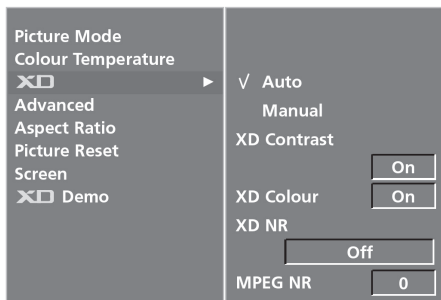 Picture Mode
Colour Temperature
XD
Advanced
Aspect Ratio
Picture Reset
Screen
XD Demo
√ Auto
Manual
XD Contrast
On
XD Colour On
XD NR
Off
MPEG NR 0